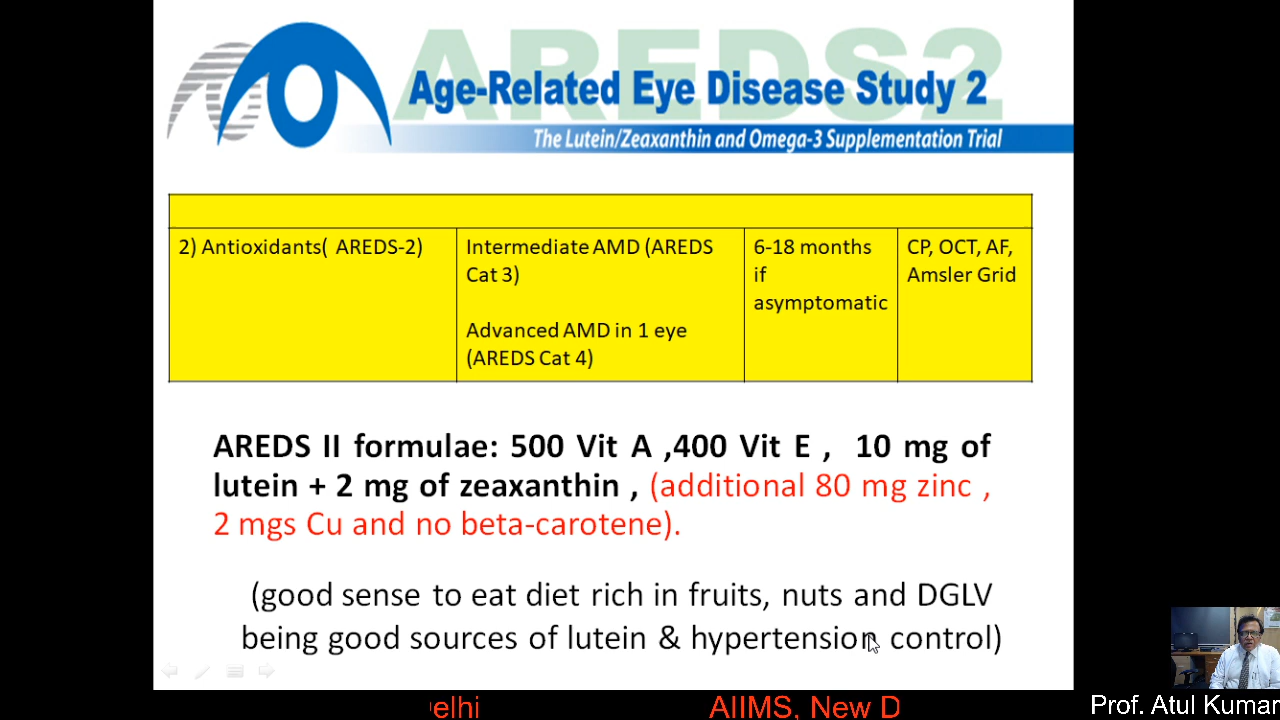 AREDS2
Age-Related Eye Disease Study 2
The Lutein/Zeaxanthin and Omega-3 Supplementation Trial
2) Antioxidants( AREDS-2)
Intermediate AMD (AREDS
Cat 3)
Advanced AMD in 1 eye
(AREDS Cat 4)
6-18 months
if
asymptomatic
CP, OCT, AF,
Amsler Grid
AREDS II formulae: 500 Vit A ,400 Vit E , 10 mg of
lutein + 2 mg of zeaxanthin , (additional 80 mg zinc ,
2 mgs Cu and no beta-carotene).
(good sense to eat diet rich in fruits, nuts and DGLV
being good sources of lutein & hypertension control)
elhi AIIMS, New D
Prof. Atul Kumar